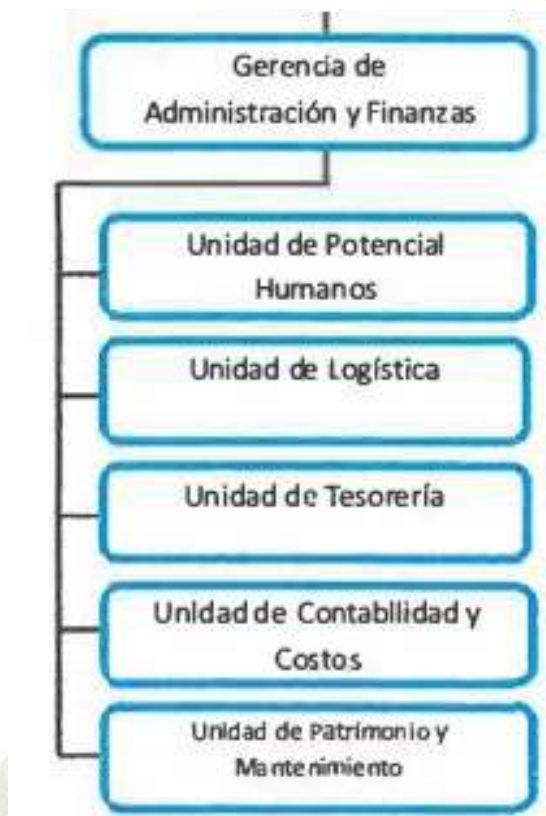 Gerencia de
Administración y Finanzas
Unidad de Potencial
Humanos
Unidad de Logística
Unidad de Tesorería
Unidad de Contabilidad y
Costos
Unidad de Patrimonio y
Mantenimiento